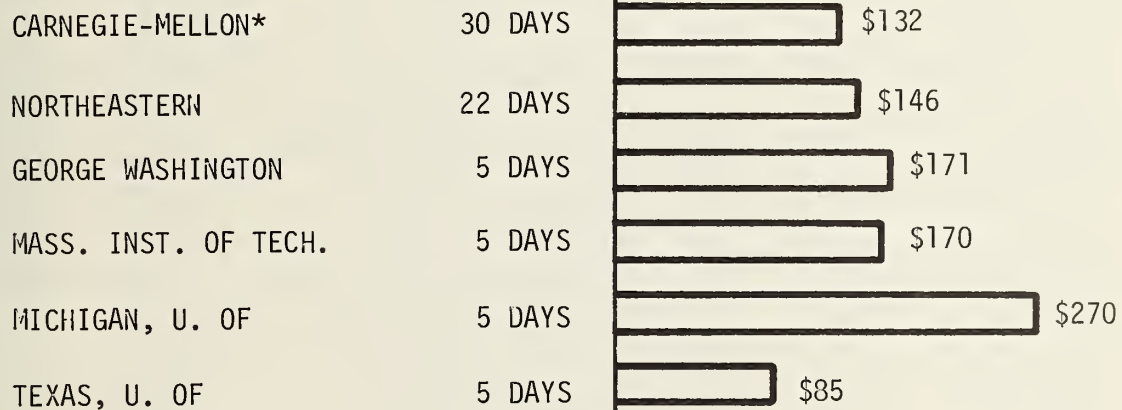 CARNEGIE-MELLON* 30 DAYS $132
NORTHEASTERN 22 DAYS $146
GEORGE WASHINGTON 5 DAYS $171
MASS. INST. OF TECH. 5 DAYS $170
MICHIGAN, U. OF 5 DAYS $270
TEXAS, U. OF 5 DAYS $85